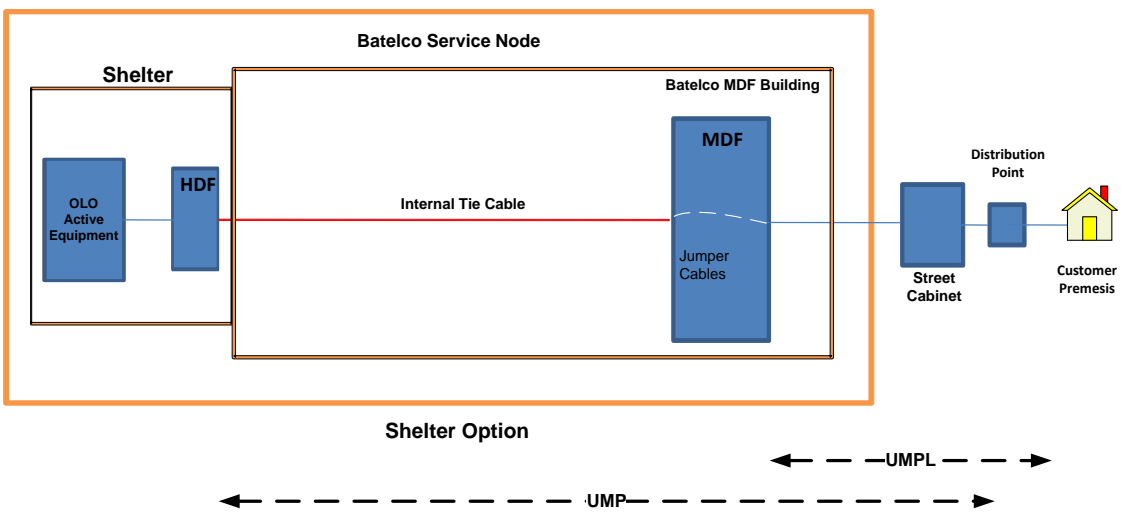 Batelco Service Node
Shelter
Batelco MDF Building
MDF
HDF
OLO
Active
Equipment
Internal Tie Cable
Jumper
Cables
Distribution
Point
Street
Cabinet
Customer
Premesis
Shelter Option
UMPL
UMP